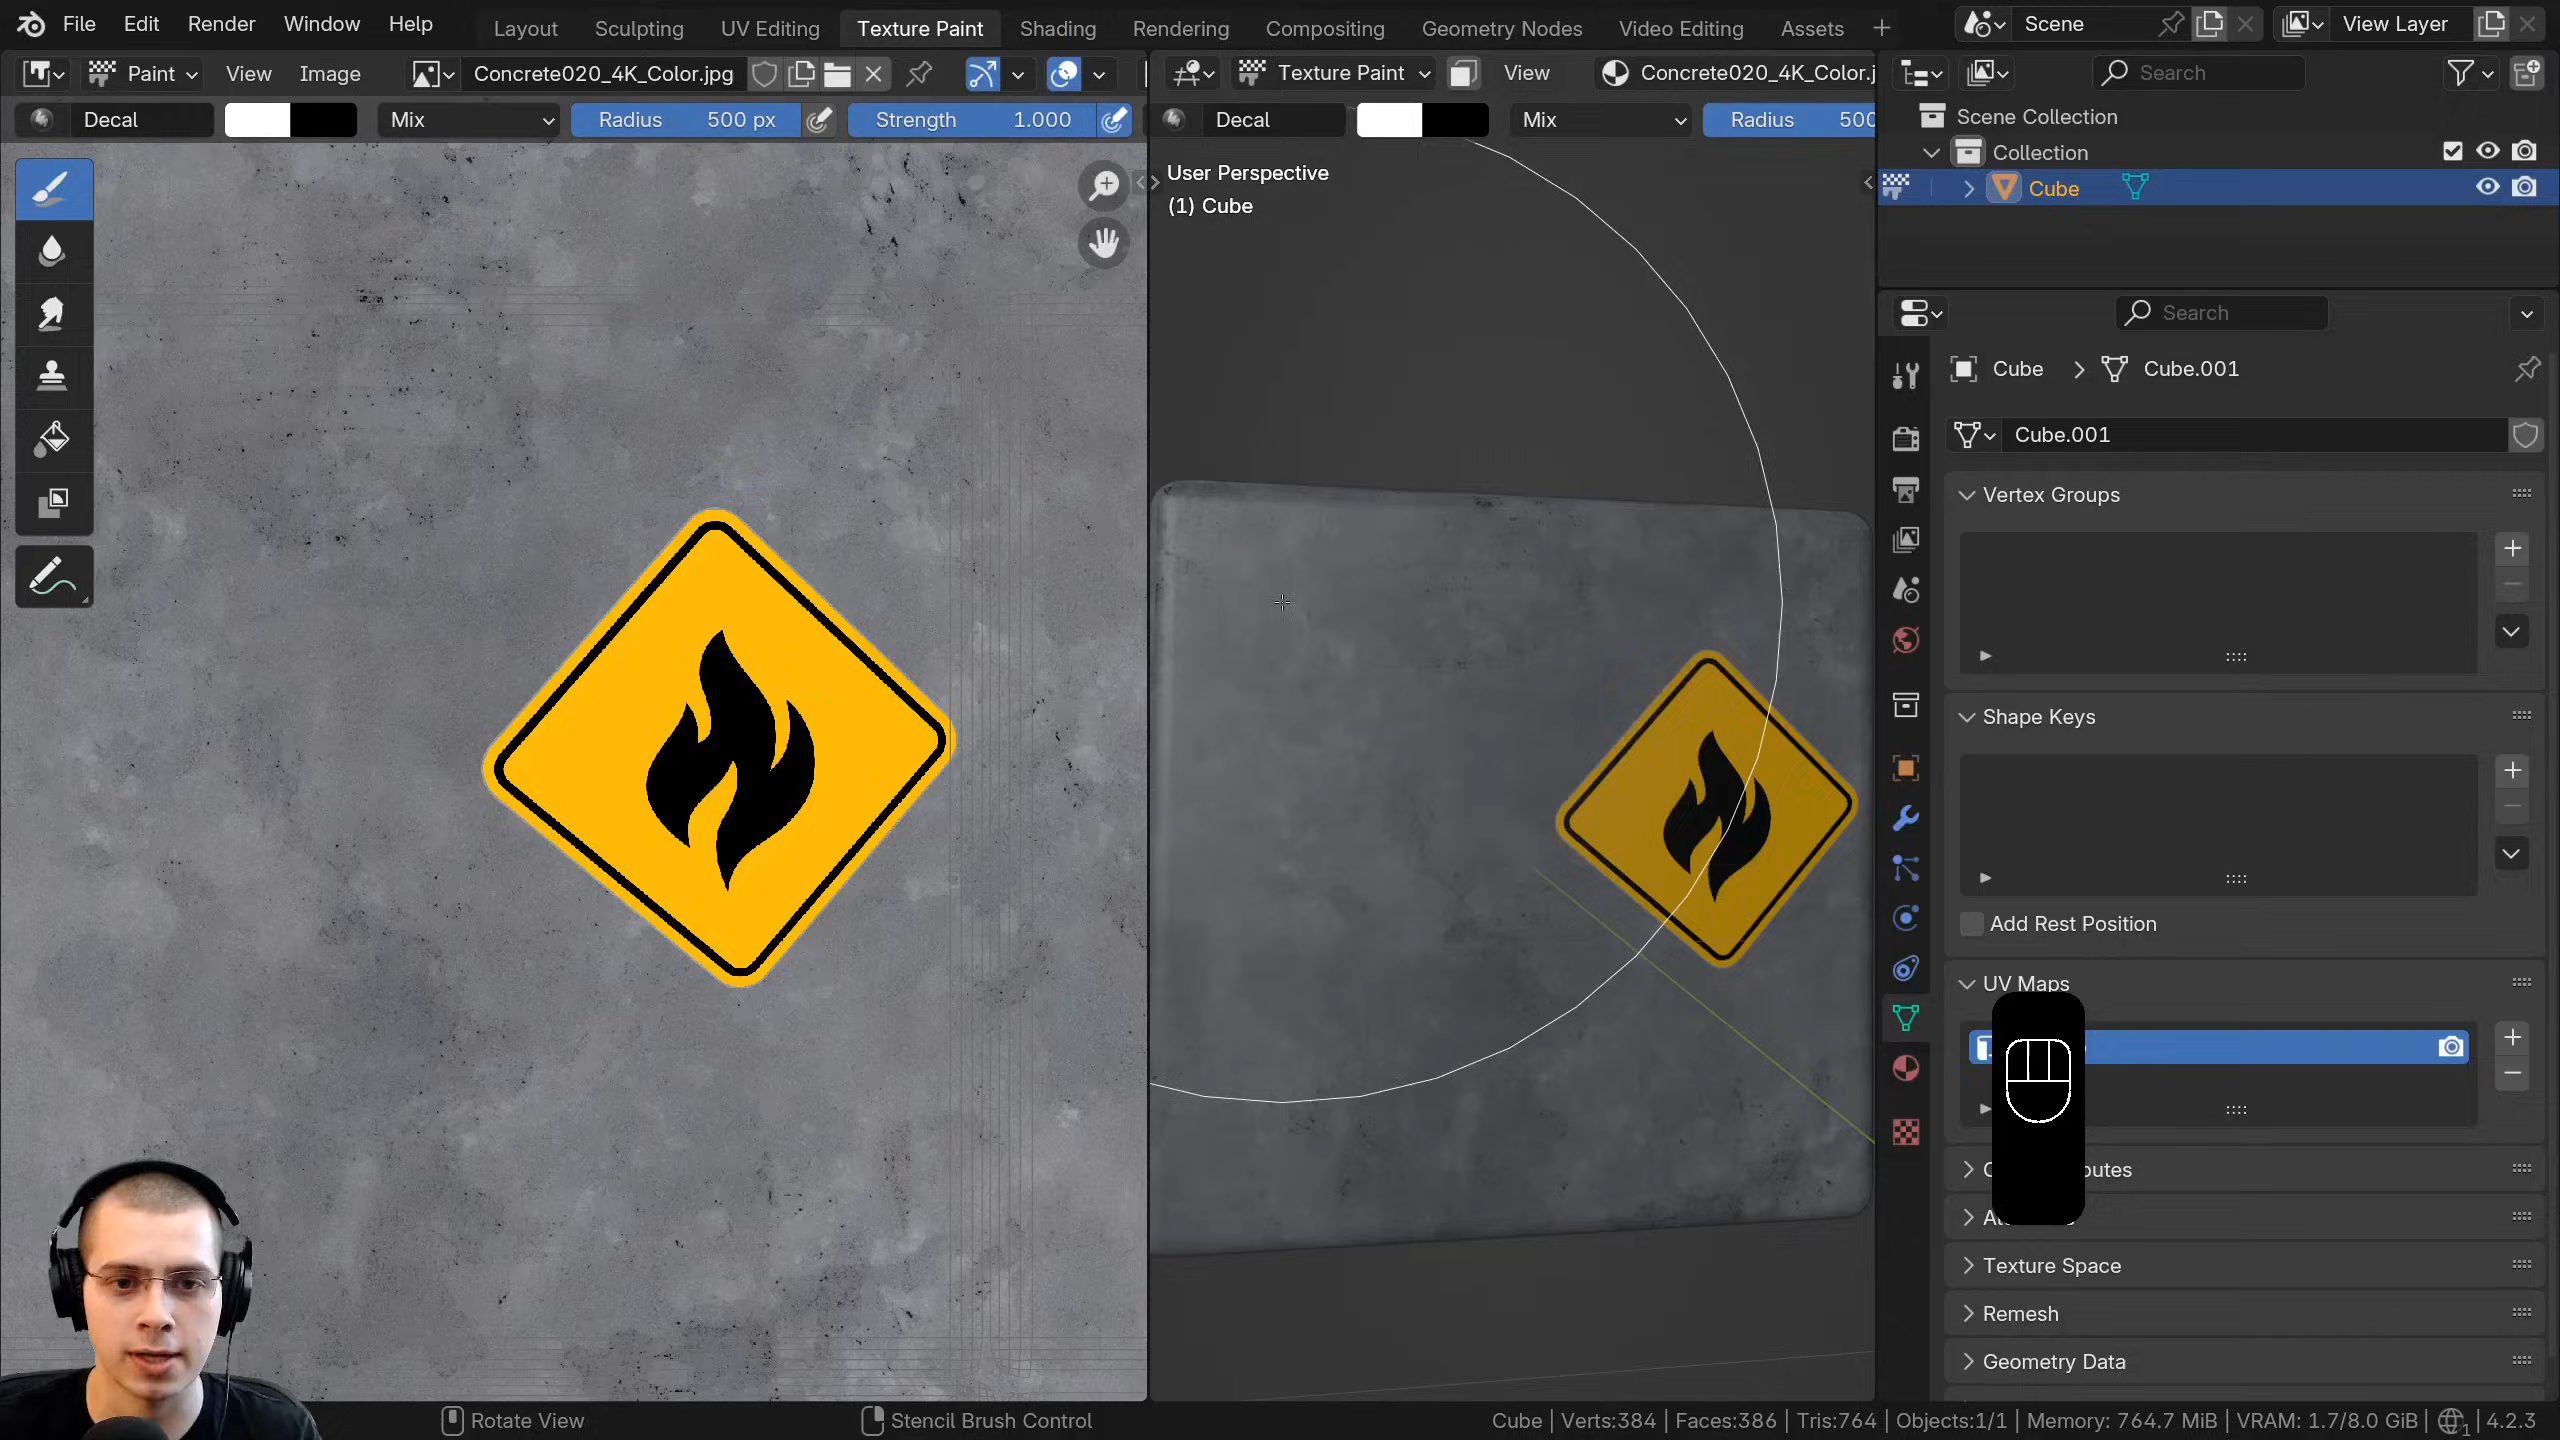 File Edit Render Window Help Layout Sculpting UV Editing Texture Paint Shading Rendering Compositing Geometry Nodes Video Editing Assets Scene View Layer
Paint View Image Concrete020_4K_Color.jpg Texture Paint View Concrete020_4K_Color.j Search
Decal Mix Radius 500 px Strength 1.000 Decal Mix Radius 500
Scene Collection
Collection
Cube
User Perspective
(1) Cube
Search
Cube Cube.001
Cube.001
Vertex Groups
Shape Keys
Add Rest Position
UV Maps
Texture Space
Remesh
Geometry Data
Rotate View Stencil Brush Control Cube | Verts:384 | Faces:386 | Tris:764 | Objects:1/1 | Memory: 764.7 MiB | VRAM: 1.7/8.0 GiB | 1 | 4.2.3